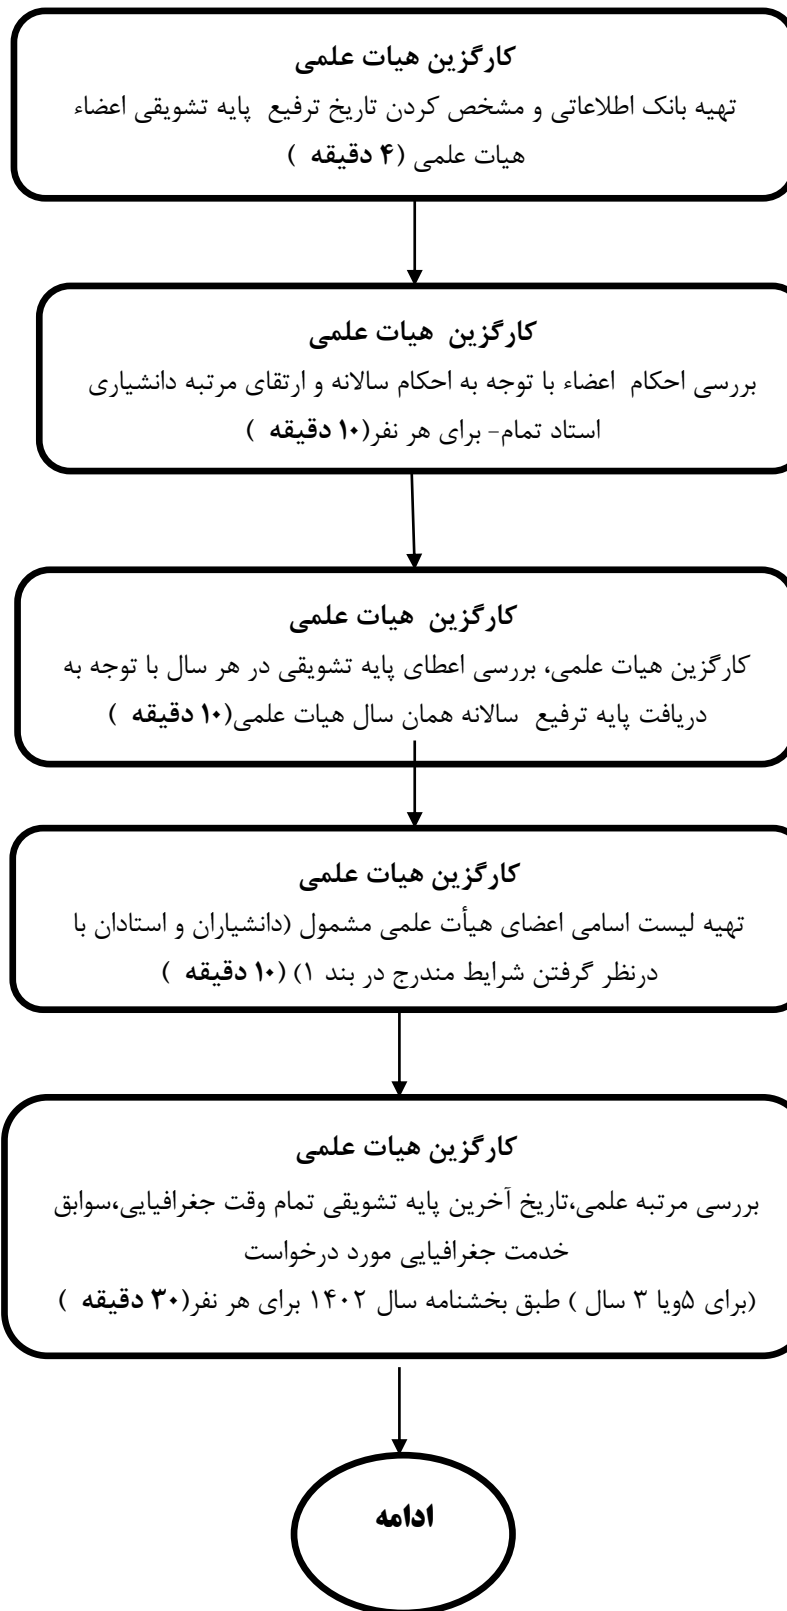 کارگزین هیات علمی
تهیه بانک اطلاعاتی و مشخص کردن تاریخ ترفیع پایه تشویقی اعضاء
هیات علمی (۴ دقیقه )
کارگزین هیات علمی
بررسی احکام اعضاء با توجه به احکام سالانه و ارتقای مرتبه دانشیاری
استاد تمام- برای هر نفر(۱۰ دقیقه )
کارگزین هیات علمی
کارگزین هیات علمی، بررسی اعطای پایه تشویقی در هر سال با توجه به
دریافت پایه ترفیع سالانه همان سال هیات علمی(۱۰ دقیقه )
کارگزین هیات علمی
تهیه لیست اسامی اعضای هیأت علمی مشمول (دانشیاران و استادان با
درنظر گرفتن شرایط مندرج در بند ۱) (۱۰ دقیقه )
کارگزین هیات علمی
بررسی مرتبه علمی،تاریخ آخرین پایه تشویقی تمام وقت جغرافیایی،سوابق
خدمت جغرافیایی مورد درخواست
(برای ۵ویا ۳ سال ) طبق بخشنامه سال ۱۴۰۲ برای هر نفر(۳۰ دقیقه )
ادامه